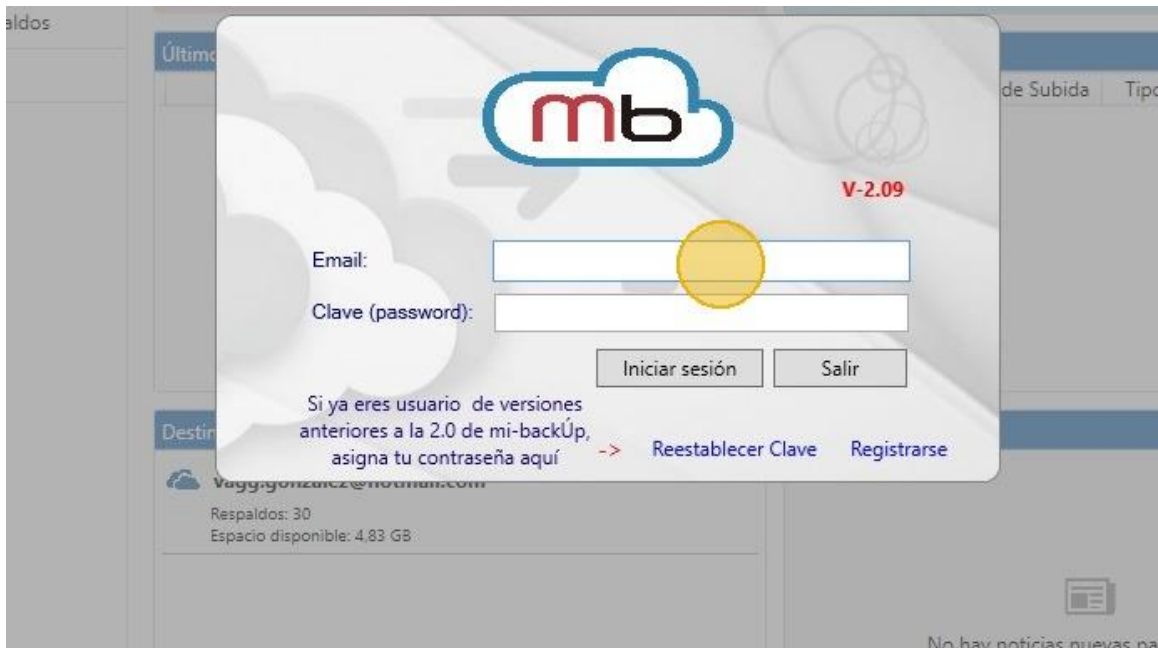 aldos
Último
de Subida
Tipo
mb
V-2.09
Email:
Clave (password):
Iniciar sesión
Salir
Si ya eres usuario de versiones
anteriores a la 2.0 de mi-backÚp,
asigna tu contraseña aquí
->
Reestablecer Clave
Registrarse
Destin
Respaldos: 30
Espacio disponible: 4,83 GB
No hay noticias nuevas pa